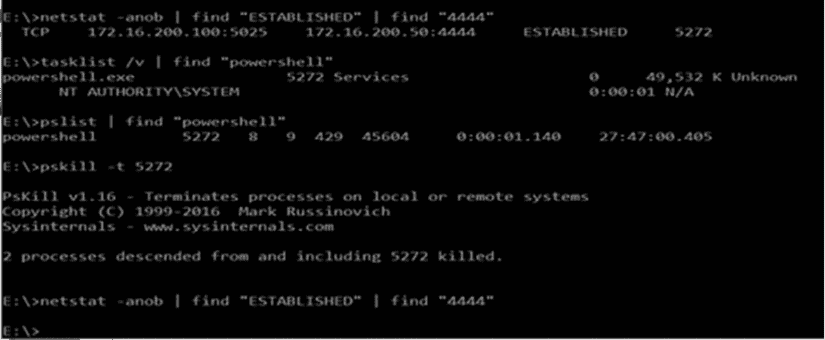 E:\>netstat -anob | find "ESTABLISHED" | find "4444"
TCP 172.16.200.100:5025 172.16.200.50:4444 ESTABLISHED 5272
E:\>tasklist /v | find "powershell"
powershell.exe 5272 Services 0 49,532 K Unknown
NT AUTHORITY\SYSTEM 0:00:01 N/A
E:\>pslist | find "powershell"
powershell 5272 8 9 429 45604 0:00:01.140 27:47:00.405
E:\>pskill -t 5272
PsKill v1.16 - Terminates processes on local or remote systems
Copyright (C) 1999-2016 Mark Russinovich
Sysinternals - www.sysinternals.com
2 processes descended from and including 5272 killed.
E:\>netstat -anob | find "ESTABLISHED" | find "4444"
E:\>